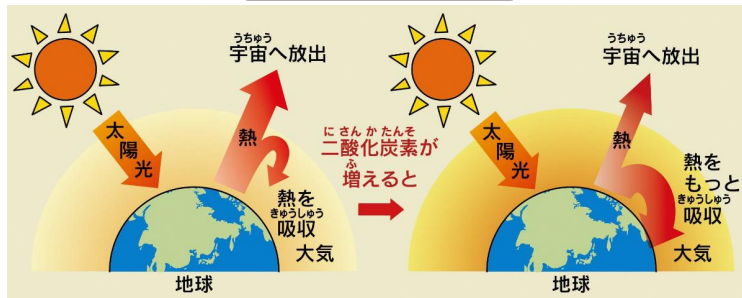 うちゅう
宇宙へ放出
太陽光
熱
熱を
きゅうしゅう
吸収
大気
地球
に さん か たんそ
二酸化炭素が
ふ
増えると
うちゅう
宇宙へ放出
太陽光
熱
熱を
もっと
きゅうしゅう
吸収
大気
地球